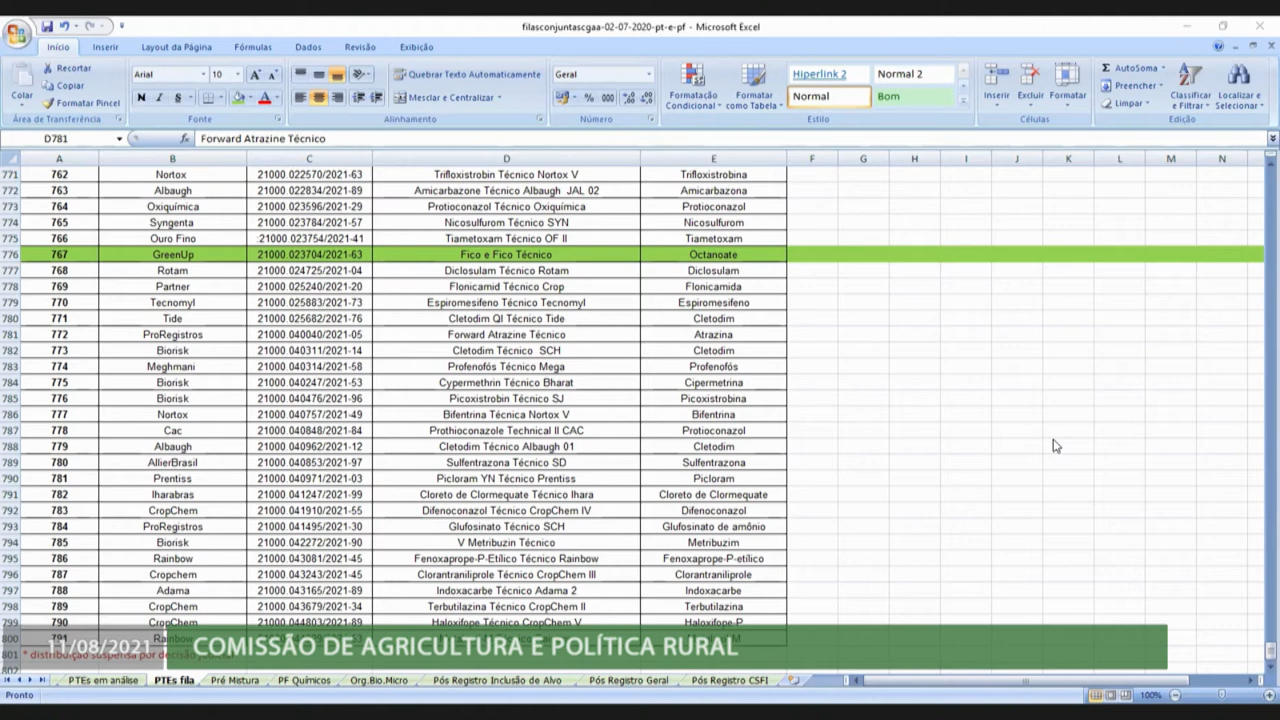 filasconjuntascgaa-02-07-2020-pt-e-pf - Microsoft Excel
Início Inserir Layout da Página Fórmulas Dados Revisão Exibição
Colar Recortar Arial 10 Quebrar Texto Automaticamente Geral Formatação Condicional Formatar como Tabela Hiperlink 2 Normal 2 Inserir Excluir Formatar AutoSoma Classificar e Filtrar Localizar e Selecionar
Copiar Preencher
Formatar Pincel N I S Mesclar e Centralizar % 000 Normal Bom Limpar
Área de Transferência Fonte Alinhamento Número Estilo Células Edição
D781 fx Forward Atrazine Técnico
A B C D E F G H I J K L M N
771 762 Nortox 21000.022570/2021-63 Trifloxistrobin Técnico Nortox V Trifloxistrobina
772 763 Albaugh 21000.022834/2021-89 Amicarbazone Técnico Albaugh JAL 02 Amicarbazona
773 764 Oxiquímica 21000.023596/2021-29 Protioconazol Técnico Oxiquímica Protioconazol
774 765 Syngenta 21000.023784/2021-57 Nicosulfurom Técnico SYN Nicosulfurom
775 766 Ouro Fino :21000.023754/2021-41 Tiametoxam Técnico OF II Tiametoxam
776 767 GreenUp 21000.023704/2021-63 Fico e Fico Técnico Octanoate
777 768 Rotam 21000.024725/2021-04 Diclosulam Técnico Rotam Diclosulam
778 769 Partner 21000.025240/2021-20 Flonicamid Técnico Crop Flonicamida
779 770 Tecnomyl 21000.025883/2021-73 Espiromesifeno Técnico Tecnomyl Espiromesifeno
780 771 Tide 21000.025682/2021-76 Cletodim QI Técnico Tide Cletodim
781 772 ProRegistros 21000.040040/2021-05 Forward Atrazine Técnico Atrazina
782 773 Biorisk 21000.040311/2021-14 Cletodim Técnico SCH Cletodim
783 774 Meghmani 21000.040314/2021-58 Profenofós Técnico Mega Profenofós
784 775 Biorisk 21000.040247/2021-53 Cypermethrin Técnico Bharat Cipermetrina
785 776 Biorisk 21000.040476/2021-96 Picoxistrobin Técnico SJ Picoxistrobina
786 777 Nortox 21000.040757/2021-49 Bifentrina Técnica Nortox V Bifentrina
787 778 Cac 21000.040848/2021-84 Prothioconazole Technical II CAC Protioconazol
788 779 Albaugh 21000.040962/2021-12 Cletodim Técnico Albaugh 01 Cletodim
789 780 AllierBrasil 21000.040853/2021-97 Sulfentrazona Técnico SD Sulfentrazona
790 781 Prentiss 21000.040971/2021-03 Picloram YN Técnico Prentiss Picloram
791 782 Iharabras 21000.041247/2021-99 Cloreto de Clormequate Técnico Ihara Cloreto de Clormequate
792 783 CropChem 21000.041910/2021-55 Difenoconazol Técnico CropChem IV Difenoconazol
793 784 ProRegistros 21000.041495/2021-30 Glufosinato Técnico SCH Glufosinato de amônio
794 785 Biorisk 21000.042272/2021-90 V Metribuzin Técnico Metribuzim
795 786 Rainbow 21000.043081/2021-45 Fenoxaprope-P-Etílico Técnico Rainbow Fenoxaprope-P-etílico
796 787 Cropchem 21000.043243/2021-45 Clorantraniliprole Técnico CropChem III Clorantraniliprole
797 788 Adama 21000.043165/2021-89 Indoxacarbe Técnico Adama 2 Indoxacarbe
798 789 CropChem 21000.043679/2021-34 Terbutilazina Técnico CropChem II Terbutilazina
799 790 CropChem 21000.044803/2021-61 Haloxifope Técnico CropChem V Haloxifope-P
800 791 Rainbow
801 * distribuição suspensa por decisão
802
11/08/2021 COMISSÃO DE AGRICULTURA E POLÍTICA RURAL
PTEs em análise PTEs fila Pré Mistura PF Químicos Org.Bio.Micro Pós Registro Inclusão de Alvo Pós Registro Geral Pós Registro CSFI
Pronto 100%